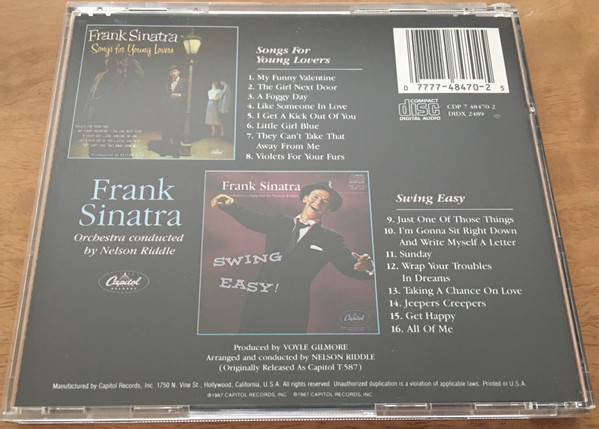 Frank Sinatra
Songs for Young Lovers
Songs For
Young Lovers
1. My Funny Valentine
2. The Girl Next Door
3. A Foggy Day
4. Like Someone In Love
5. I Get A Kick Out Of You
6. Little Girl Blue
7. They Can't Take That
Away From Me
8. Violets For Your Furs
0 7777-48470-2 5
COMPACT
disc
DIGITAL AUDIO
CDP 7 48470 2
DIDX 2489
Frank
Sinatra
Orchestra conducted
by Nelson Riddle
Capitol
RECORDS
Frank Sinatra
SWING
EASY!
Capitol
Swing Easy
9. Just One Of Those Things
10. I'm Gonna Sit Right Down
And Write Myself A Letter
11. Sunday
12. Wrap Your Troubles
In Dreams
13. Taking A Chance On Love
14. Jeepers Creepers
15. Get Happy
16. All Of Me
Produced by VOYLE GILMORE
Arranged and conducted by NELSON RIDDLE
(Originally Released As Capitol T-587)
Manufactured by Capitol Records, Inc. 1750 N. Vine St., Hollywood, California, U.S.A. All rights reserved. Unauthorized duplication is a violation of applicable laws. Printed in U.S.A.
℗1987 CAPITOL RECORDS, INC ©1987 CAPITOL RECORDS, INC.